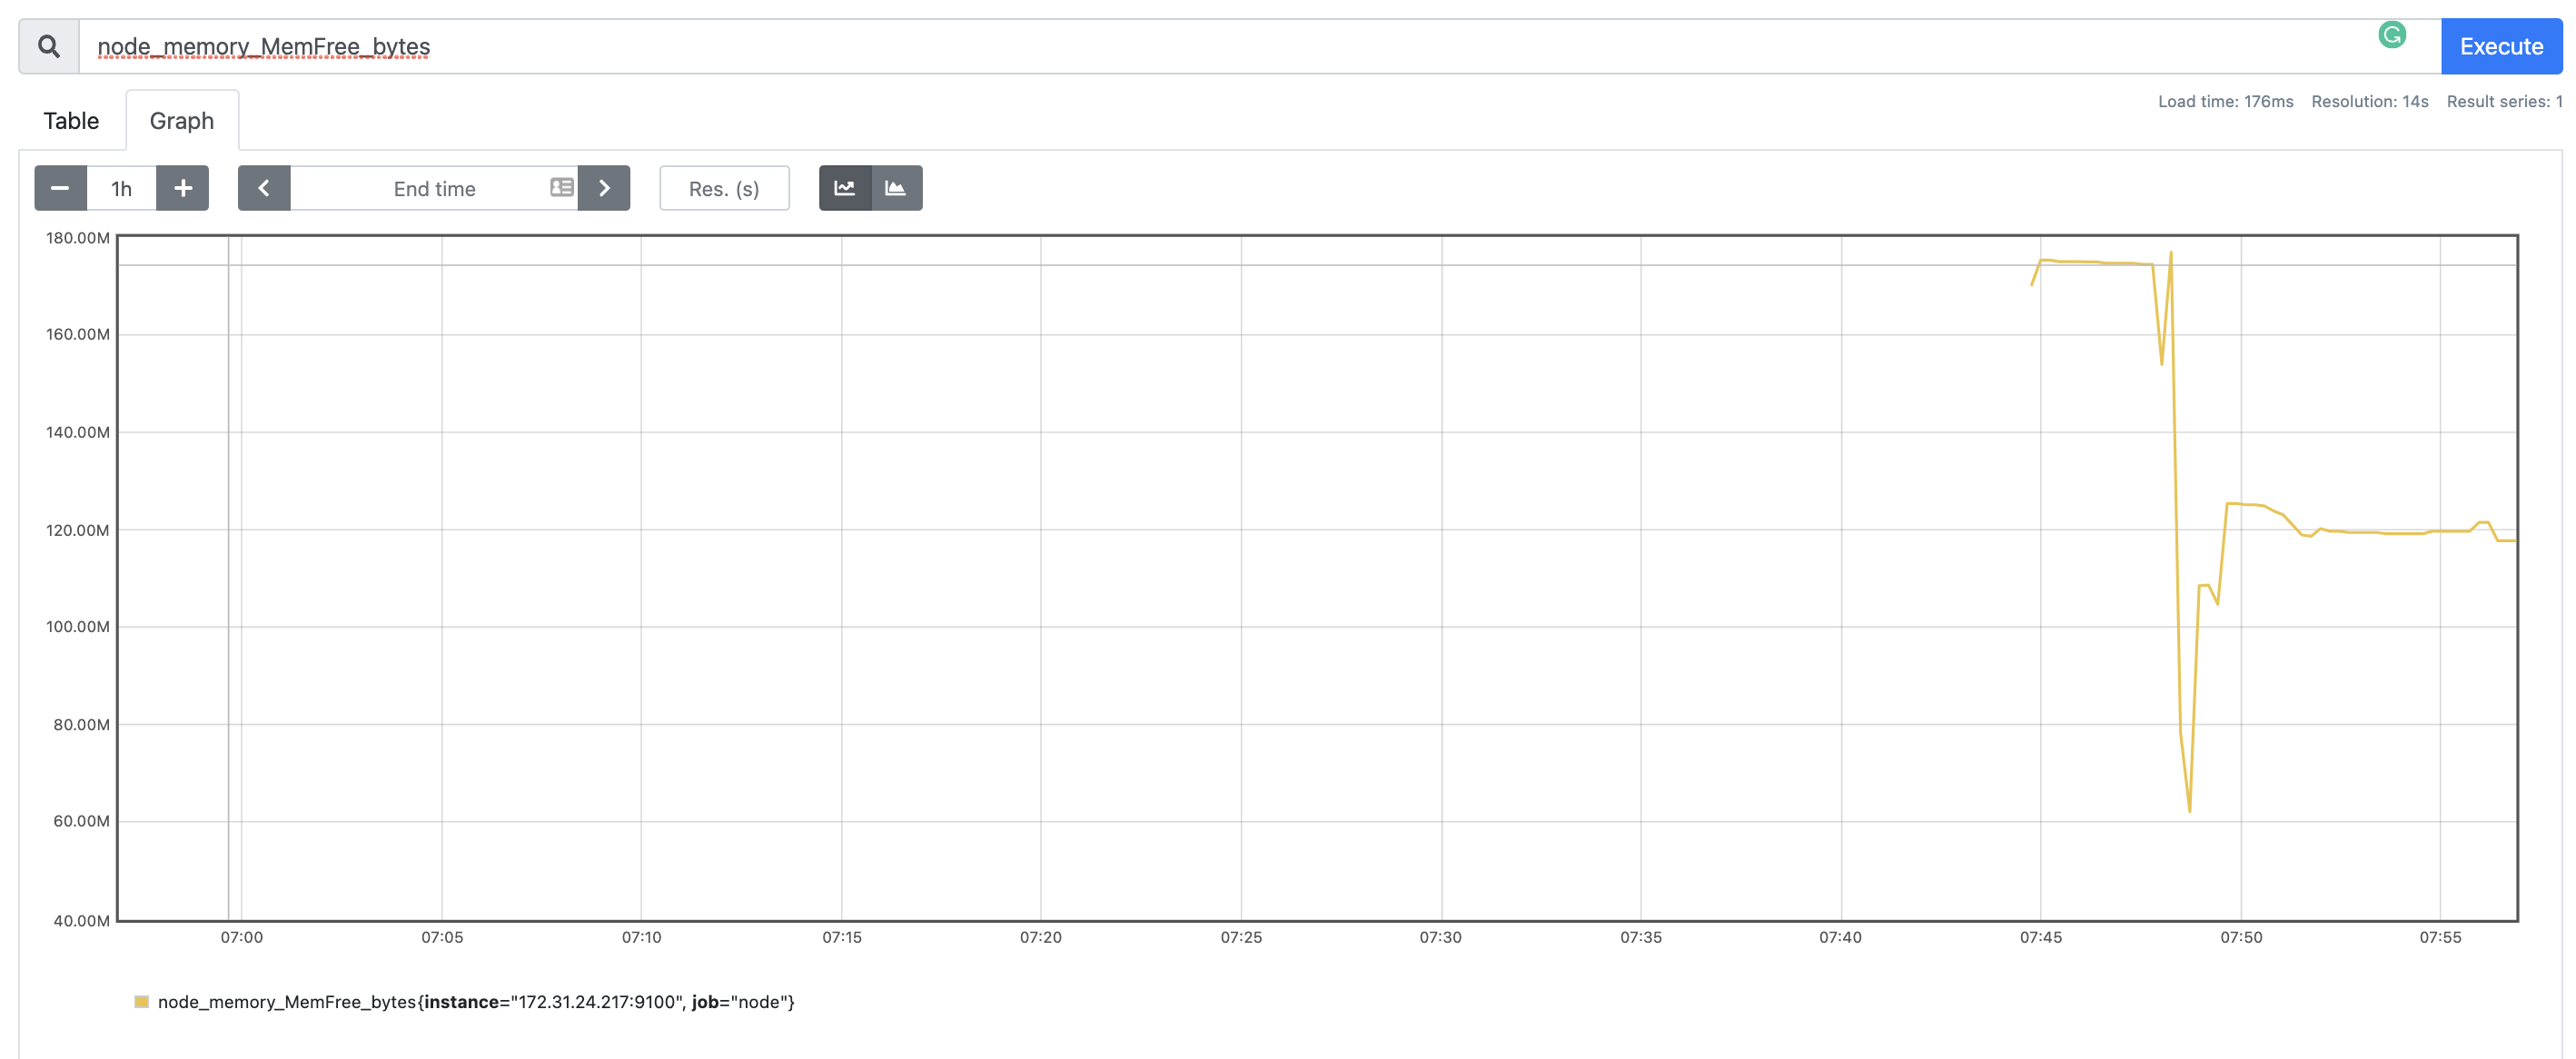 node_memory_MemFree_bytes
Execute
Load time: 176ms Resolution: 14s Result series: 1
Table Graph
1h End time Res. (s)
180.00M
160.00M
140.00M
120.00M
100.00M
80.00M
60.00M
40.00M
07:00 07:05 07:10 07:15 07:20 07:25 07:30 07:35 07:40 07:45 07:50 07:55
node_memory_MemFree_bytes{instance="172.31.24.217:9100", job="node"}